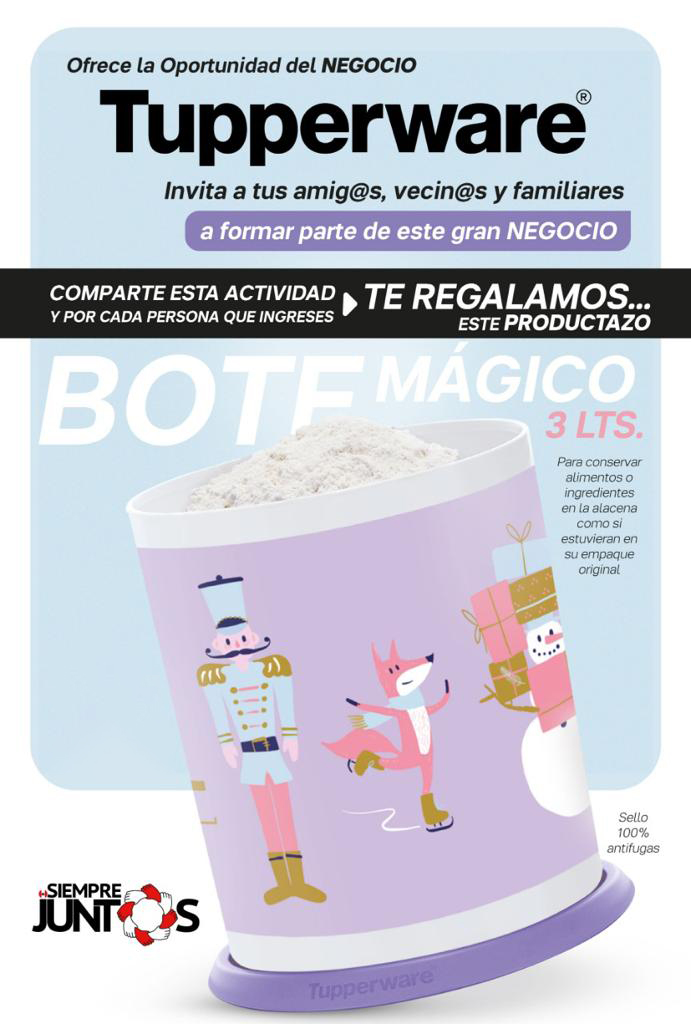 Ofrece la Oportunidad del NEGOCIO
Tupperware®
Invita a tus amig@s, vecin@s y familiares
a formar parte de este gran NEGOCIO
COMPARTE ESTA ACTIVIDAD
Y POR CADA PERSONA QUE INGRESES
TE REGALAMOS...
ESTE PRODUCTAZO
BOTE MÁGICO
3 LTS.
Para conservar
alimentos o
ingredientes
en la alacena
como si
estuvieran en
su empaque
original
Sello
100%
antifugas
SIEMPRE
JUNTOS
Tupperware